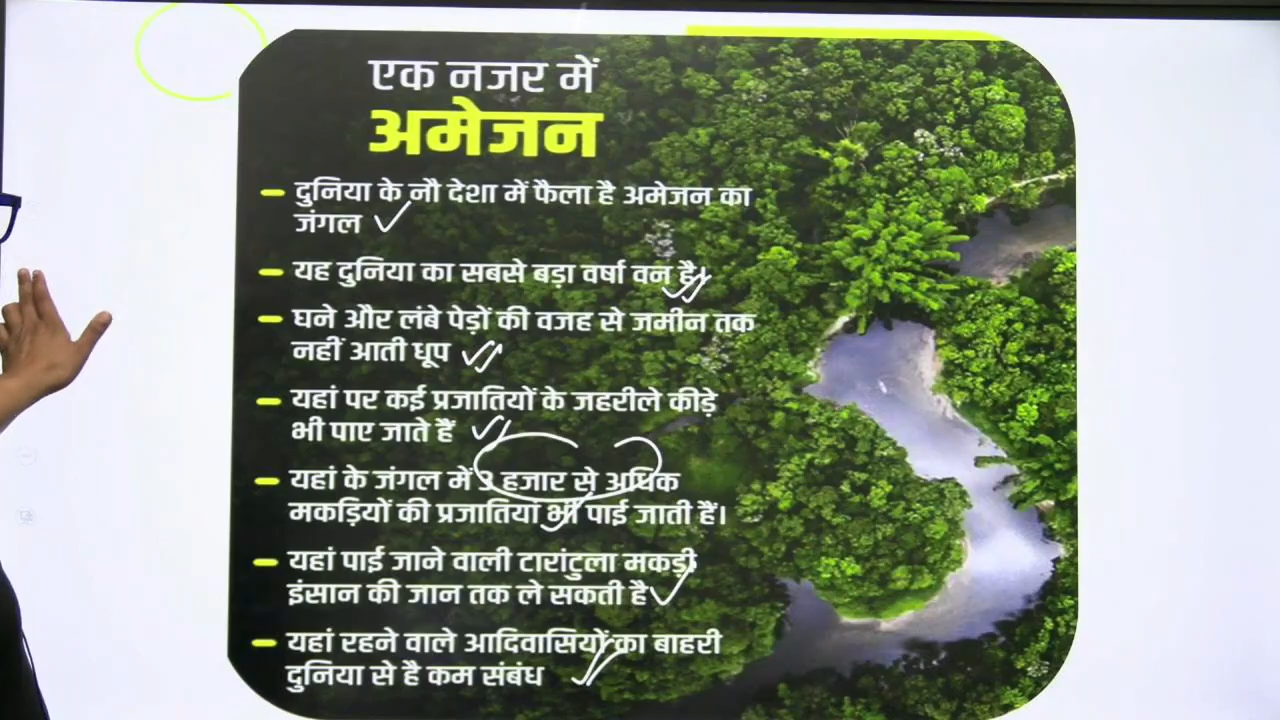 एक नजर में
अमेजन
दुनिया के नौ देशा में फैला है अमेजन का
जंगल
यह दुनिया का सबसे बड़ा वर्षा वन है।
घने और लंबे पेड़ों की वजह से जमीन तक
नहीं आती धूप
यहां पर कई प्रजातियों के जहरीले कीड़े
भी पाए जाते हैं
यहां के जंगल में 3 हजार से अधिक
मकड़ियों की प्रजातियां भी पाई जाती हैं।
यहां पाई जाने वाली टारांटुला मकड़ी
इंसान की जान तक ले सकती है
यहां रहने वाले आदिवासियों का बाहरी
दुनिया से है कम संबंध